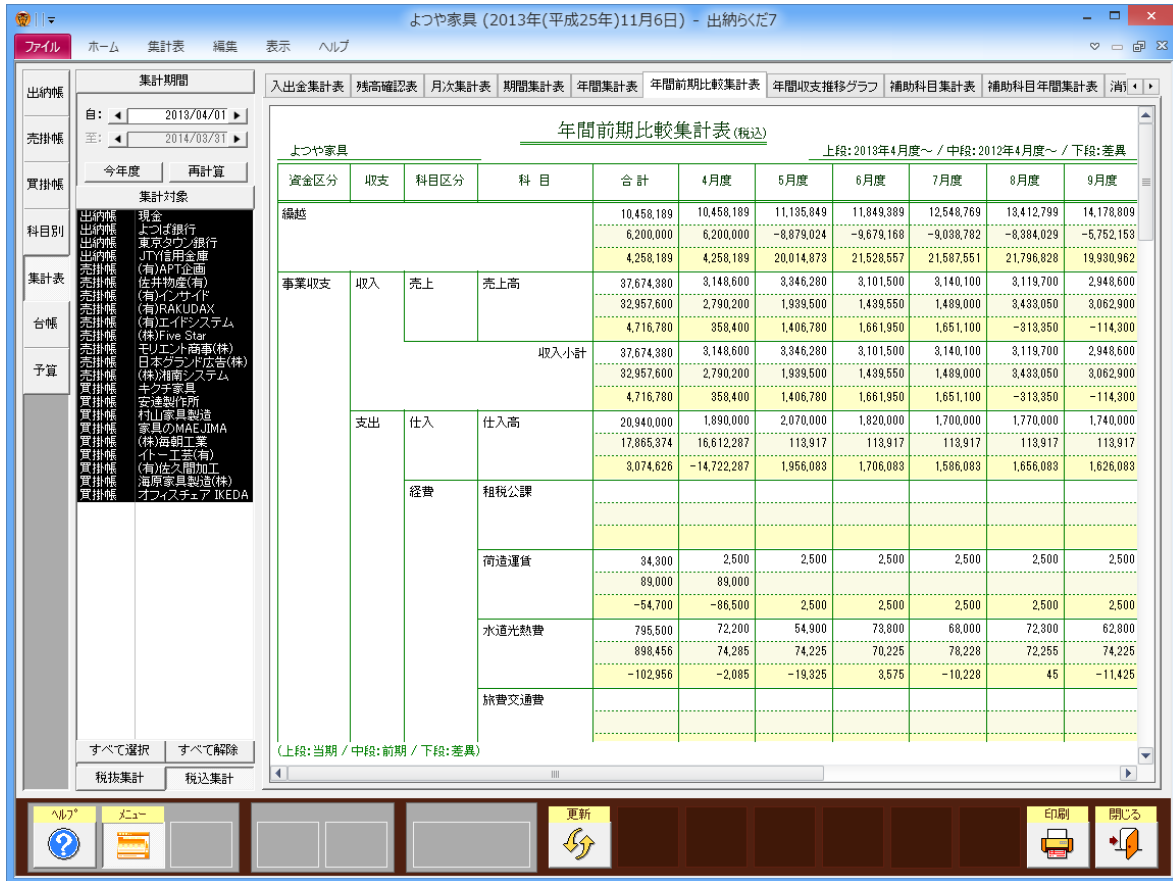 よつや家具 (2013年(平成25年)11月6日) - 出納らくだ7
ファイル ホーム 集計表 編集 表示 ヘルプ
出納帳
売掛帳
買掛帳
科目別
集計表
台帳
予算
集計期間
自: 2013/04/01
至: 2014/03/31
今年度 再計算
集計対象
出納帳 現金
出納帳 よつば銀行
出納帳 東京タウン銀行
出納帳 JTY信用金庫
売掛帳 (有)APT企画
売掛帳 佐井物産(有)
売掛帳 (有)インサイド
売掛帳 (有)RAKUDAX
売掛帳 (有)エイドシステム
売掛帳 (株)Five Star
売掛帳 モリエント商事(株)
売掛帳 日本グランド広告(株)
売掛帳 (株)湘南システム
買掛帳 キクチ家具
買掛帳 安達製作所
買掛帳 村山家具製造
買掛帳 家具のMAEJIMA
買掛帳 (株)毎朝工業
買掛帳 イトー工芸(有)
買掛帳 (有)佐久間加工
買掛帳 海原家具製造(株)
買掛帳 オフィスチェア IKEDA
すべて選択 すべて解除
税抜集計 税込集計
入出金集計表 残高確認表 月次集計表 期間集計表 年間集計表 年間前期比較集計表 年間収支推移グラフ 補助科目集計表 補助科目年間集計表
年間前期比較集計表(税込)
よつや家具 上段:2013年4月度～ / 中段:2012年4月度～ / 下段:差異
資金区分 収支 科目区分 科 目 合 計 4月度 5月度 6月度 7月度 8月度 9月度
繰越 10,458,189 10,458,189 11,135,849 11,849,389 12,548,769 13,412,799 14,178,809
6,200,000 6,200,000 -8,879,024 -9,679,168 -9,038,782 -8,384,029 -5,752,153
4,258,189 4,258,189 20,014,873 21,528,557 21,587,551 21,796,828 19,930,962
事業収支 収入 売上 売上高 37,674,380 3,148,600 3,346,280 3,101,500 3,140,100 3,119,700 2,948,600
32,957,600 2,790,200 1,939,500 1,439,550 1,489,000 3,433,050 3,062,900
4,716,780 358,400 1,406,780 1,661,950 1,651,100 -313,350 -114,300
収入小計 37,674,380 3,148,600 3,346,280 3,101,500 3,140,100 3,119,700 2,948,600
32,957,600 2,790,200 1,939,500 1,439,550 1,489,000 3,433,050 3,062,900
4,716,780 358,400 1,406,780 1,661,950 1,651,100 -313,350 -114,300
支出 仕入 仕入高 20,940,000 1,890,000 2,070,000 1,820,000 1,700,000 1,770,000 1,740,000
17,865,374 16,612,287 113,917 113,917 113,917 113,917 113,917
3,074,626 -14,722,287 1,956,083 1,706,083 1,586,083 1,656,083 1,626,083
経費 租税公課
荷造運賃 34,300 2,500 2,500 2,500 2,500 2,500 2,500
89,000 89,000
-54,700 -86,500 2,500 2,500 2,500 2,500 2,500
水道光熱費 795,500 72,200 54,900 73,800 68,000 72,300 62,800
898,456 74,285 74,225 70,225 78,228 72,255 74,225
-102,956 -2,085 -19,325 3,575 -10,228 45 -11,425
旅費交通費
(上段:当期 / 中段:前期 / 下段:差異)
ヘルプ メニュー 更新 印刷 閉じる